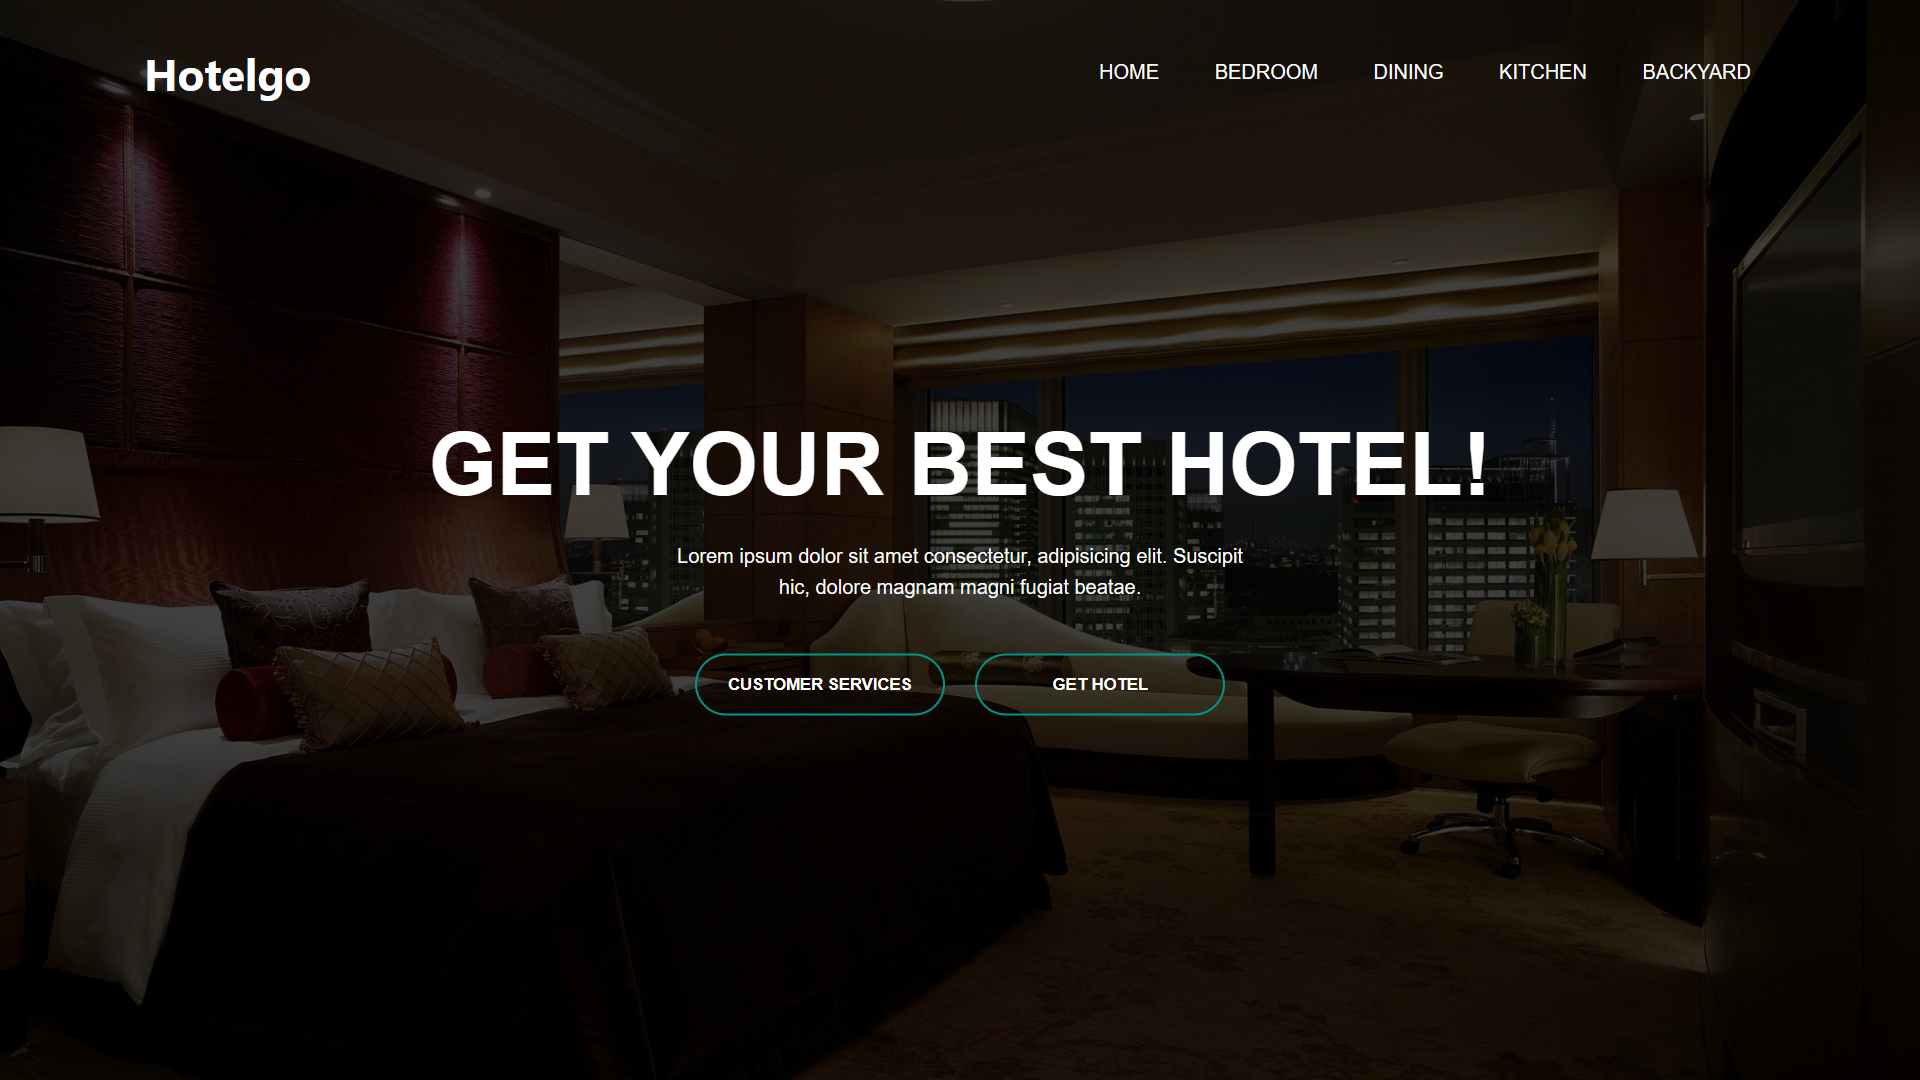 Hotelgo
HOME BEDROOM DINING KITCHEN BACKYARD
GET YOUR BEST HOTEL!
Lorem ipsum dolor sit amet consectetur, adipisicing elit. Suscipit
hic, dolore magnam magni fugiat beatae.
CUSTOMER SERVICES GET HOTEL